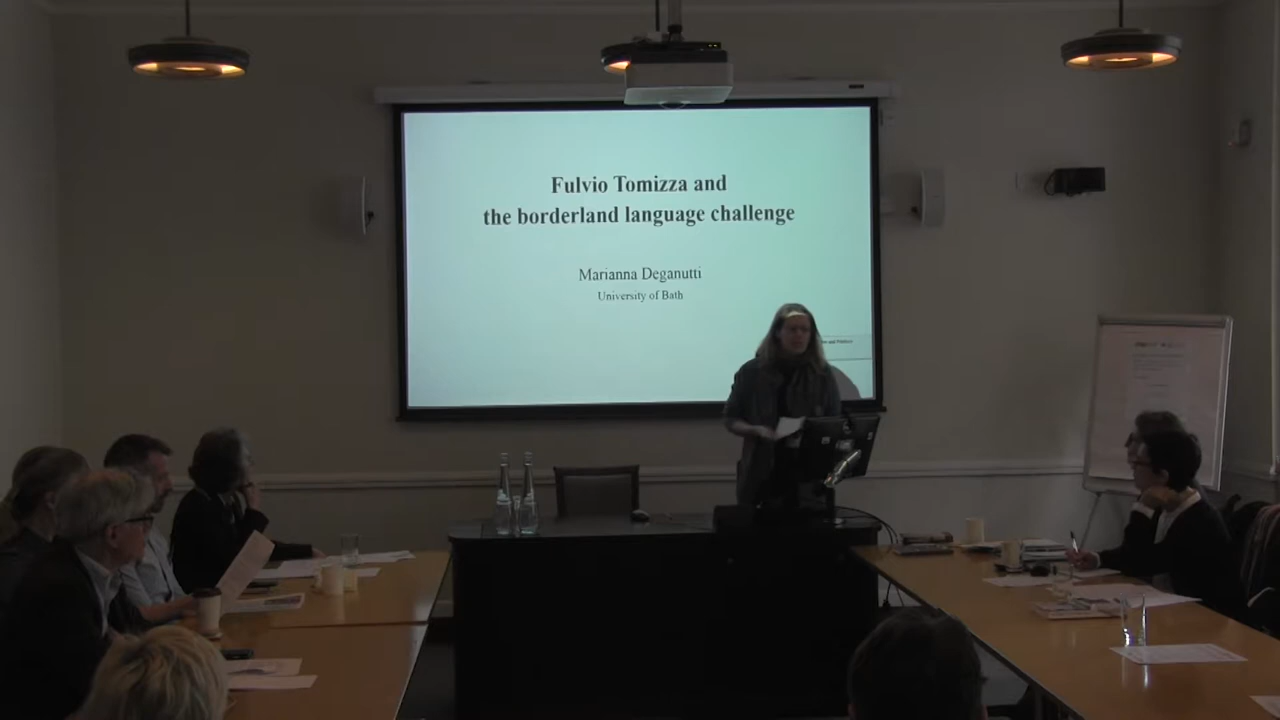 Fulvio Tomizza and
the borderland language challenge
Marianna Deganutti
University of Bath